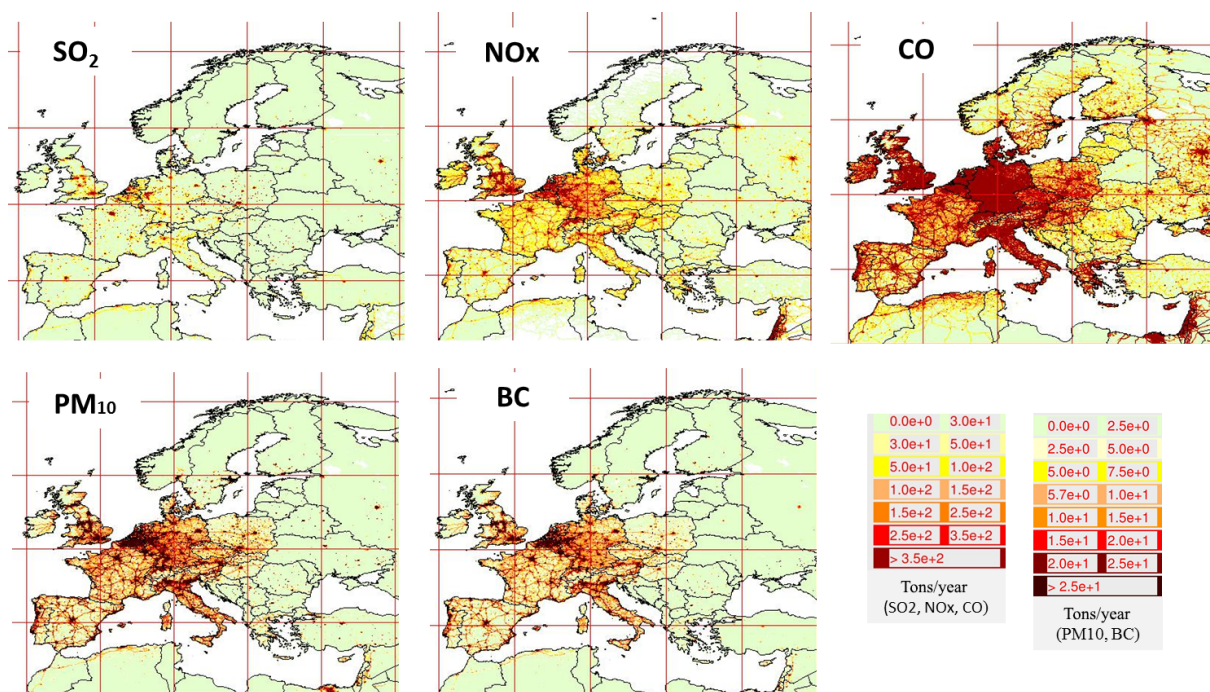 SO2
NOx
CO
PM10
BC
0.0e+0 3.0e+1
3.0e+1 5.0e+1
5.0e+1 1.0e+2
1.0e+2 1.5e+2
1.5e+2 2.5e+2
2.5e+2 3.5e+2
> 3.5e+2
Tons/year
(SO2, NOx, CO)
0.0e+0 2.5e+0
2.5e+0 5.0e+0
5.0e+0 7.5e+0
5.7e+0 1.0e+1
1.0e+1 1.5e+1
1.5e+1 2.0e+1
2.0e+1 2.5e+1
> 2.5e+1
Tons/year
(PM10, BC)